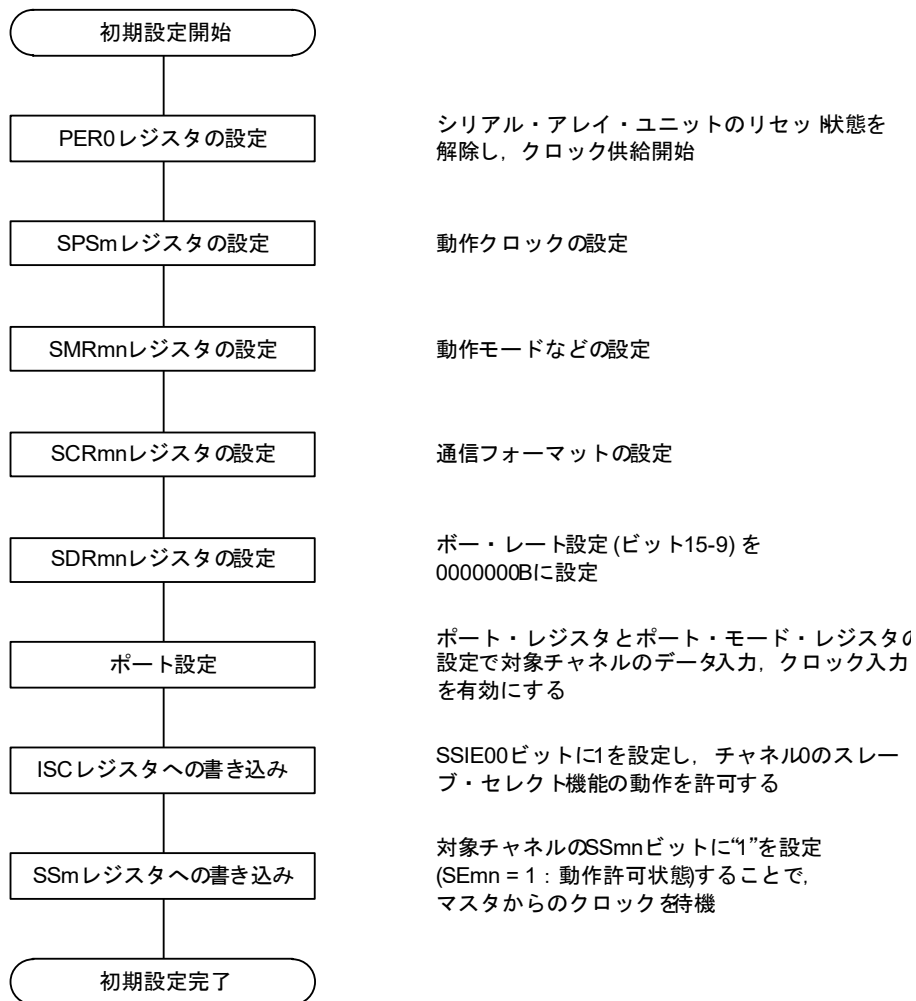 初期設定開始
PER0レジスタの設定
シリアル・アレイ・ユニットのリセット状態を
解除し，クロック供給開始
SPSmレジスタの設定
動作クロックの設定
SMRmnレジスタの設定
動作モードなどの設定
SCRmnレジスタの設定
通信フォーマットの設定
SDRmnレジスタの設定
ボー・レート設定 (ビット15-9) を
0000000Bに設定
ポート設定
ポート・レジスタとポート・モード・レジスタの
設定で対象チャネルのデータ入力，クロック入力
を有効にする
ISCレジスタへの書き込み
SSIE00ビットに1を設定し，チャネル0のスレー
ブ・セレクト機能の動作を許可する
SSmレジスタへの書き込み
対象チャネルのSSmnビットに“1”を設定
(SEmn = 1：動作許可状態)することで，
マスタからのクロックを待機
初期設定完了